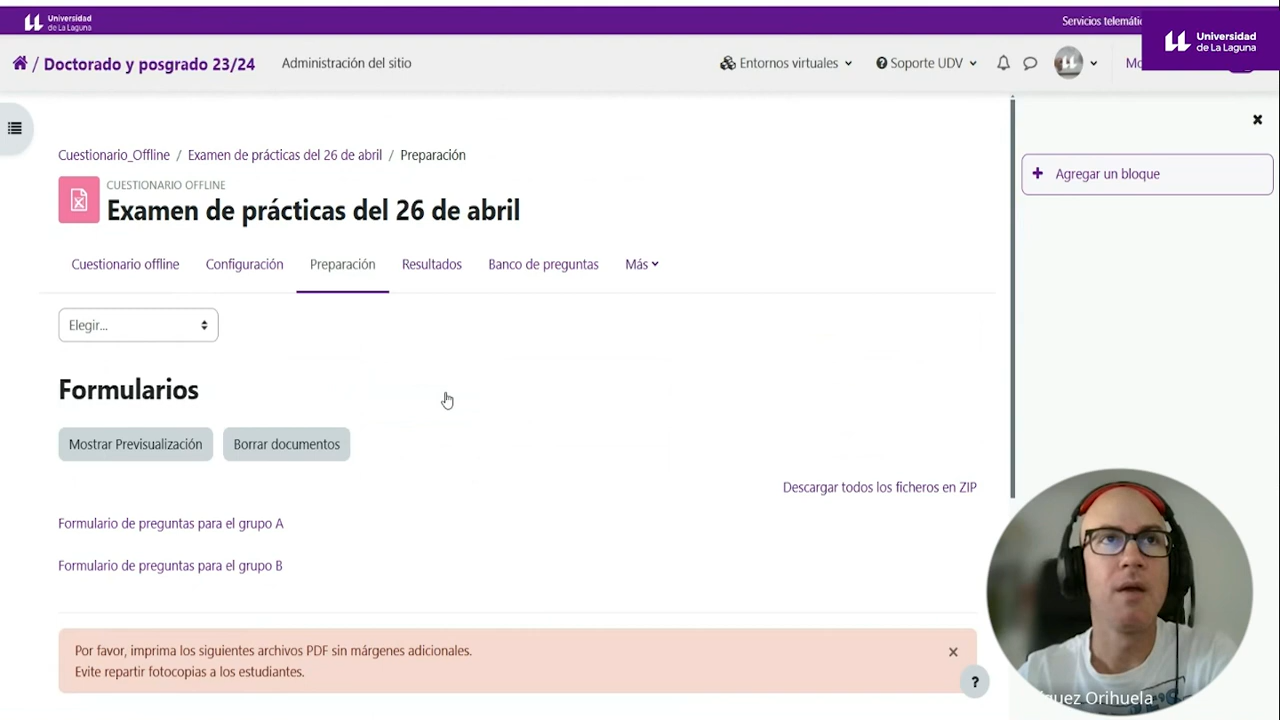 Universidad
de La Laguna
Servicios telemátic
Universidad
de La Laguna
/ Doctorado y posgrado 23/24
Administración del sitio
Entornos virtuales
Soporte UDV
Mo
Cuestionario_Offline / Examen de prácticas del 26 de abril / Preparación
Agregar un bloque
CUESTIONARIO OFFLINE
Examen de prácticas del 26 de abril
Cuestionario offline
Configuración
Preparación
Resultados
Banco de preguntas
Más
Elegir...
Formularios
Mostrar Previsualización
Borrar documentos
Descargar todos los ficheros en ZIP
Formulario de preguntas para el grupo A
Formulario de preguntas para el grupo B
Por favor, imprima los siguientes archivos PDF sin márgenes adicionales.
Evite repartir fotocopias a los estudiantes.
?
Orihuela